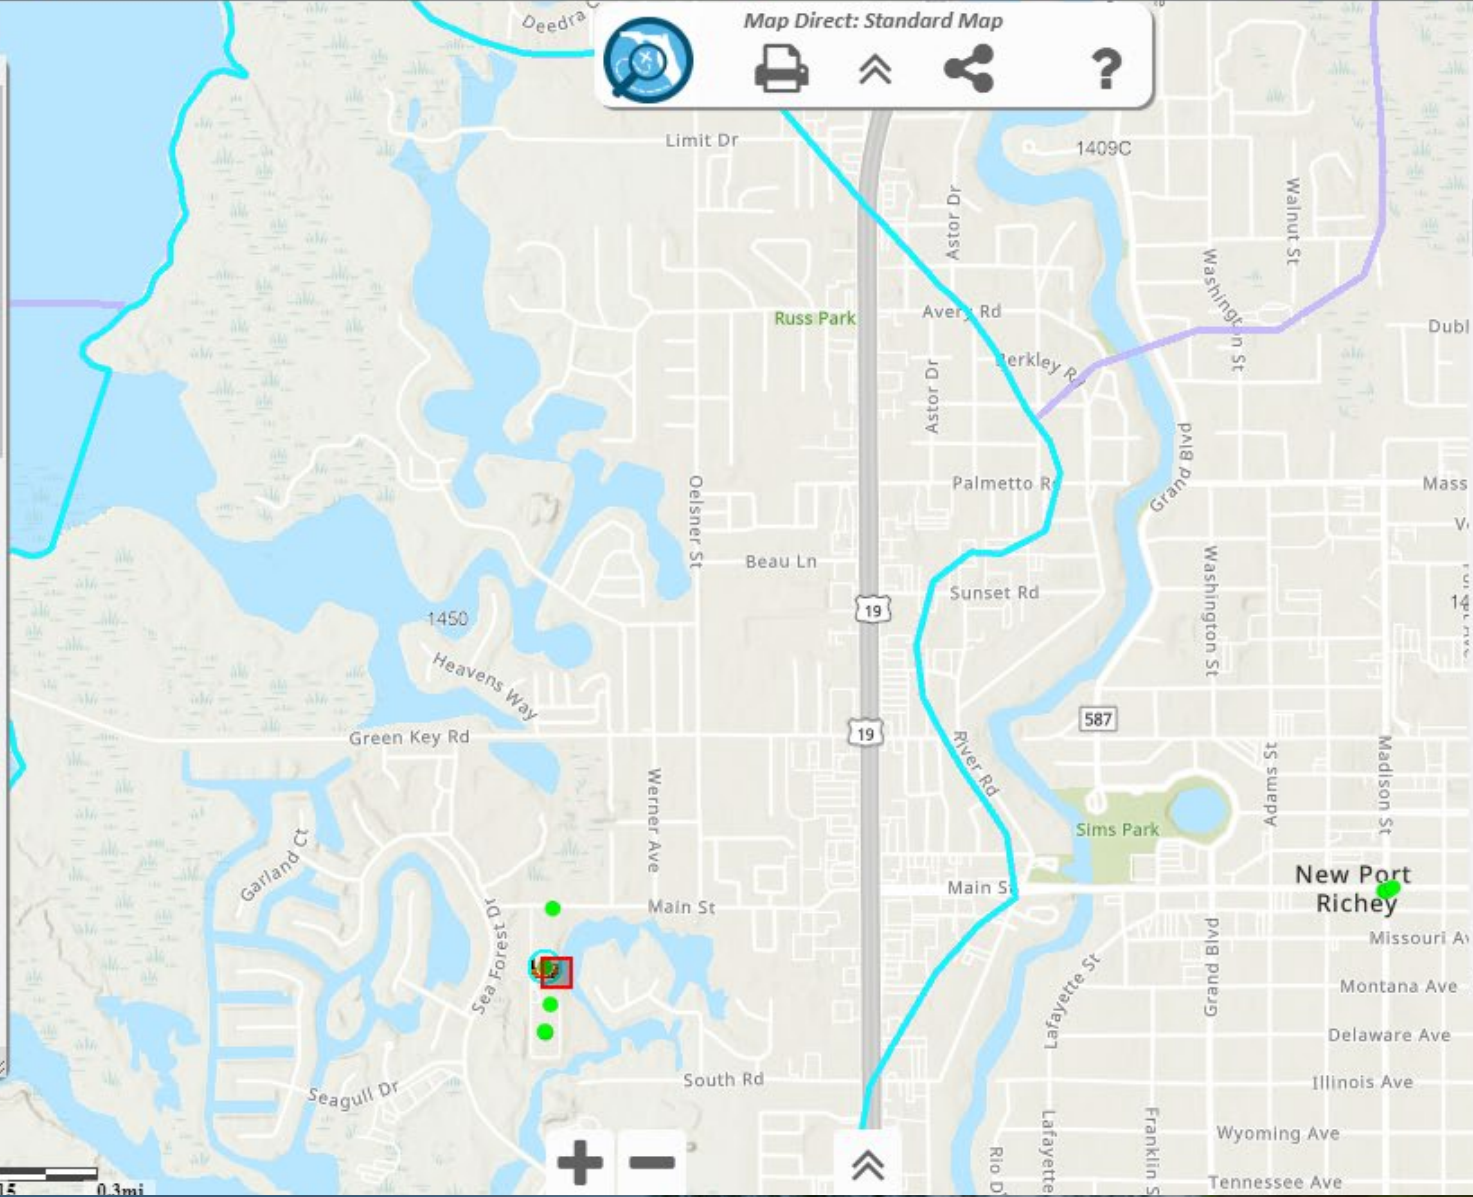 Map Direct: Standard Map
?
Deedra C
Limit Dr
1409C
Astor Dr
Walnut St
Washington St
Russ Park
Avery Rd
Dubl
Berkley Rd
Astor Dr
Grand Blvd
Palmetto R
Mass
Oelsner St
Beau Ln
Sunset Rd
19
Washington St
14
1450
Heavens Way
587
19
Green Key Rd
River Rd
Adams St
Madison St
Werner Ave
Sims Park
Garland Ct
New Port
Richey
Main St
Main St
Sea Forest Dr
Missouri Av
Grand Blvd
Lafayette St
Montana Ave
Delaware Ave
South Rd
Illinois Ave
Seagull Dr
Lafayette
Franklin S
Wyoming Ave
Rio D
Tennessee Ave
15
0.3mi